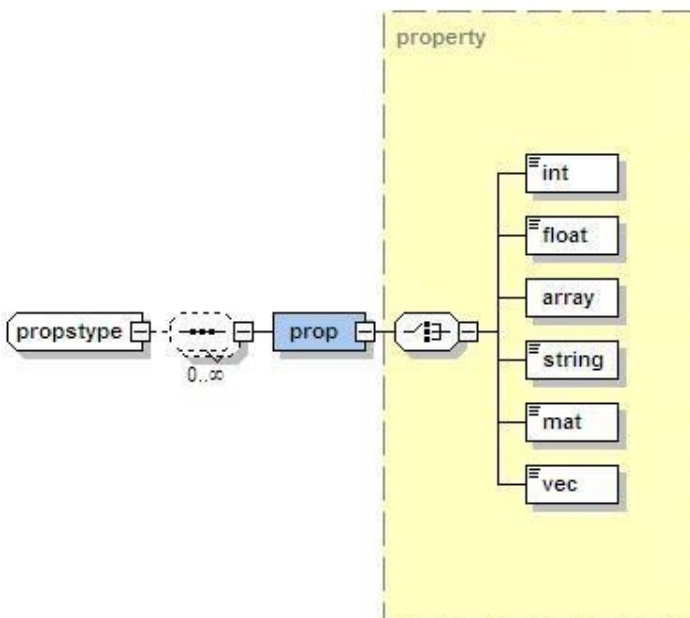 property
int
float
array
propstype
prop
0..∞
string
mat
vec